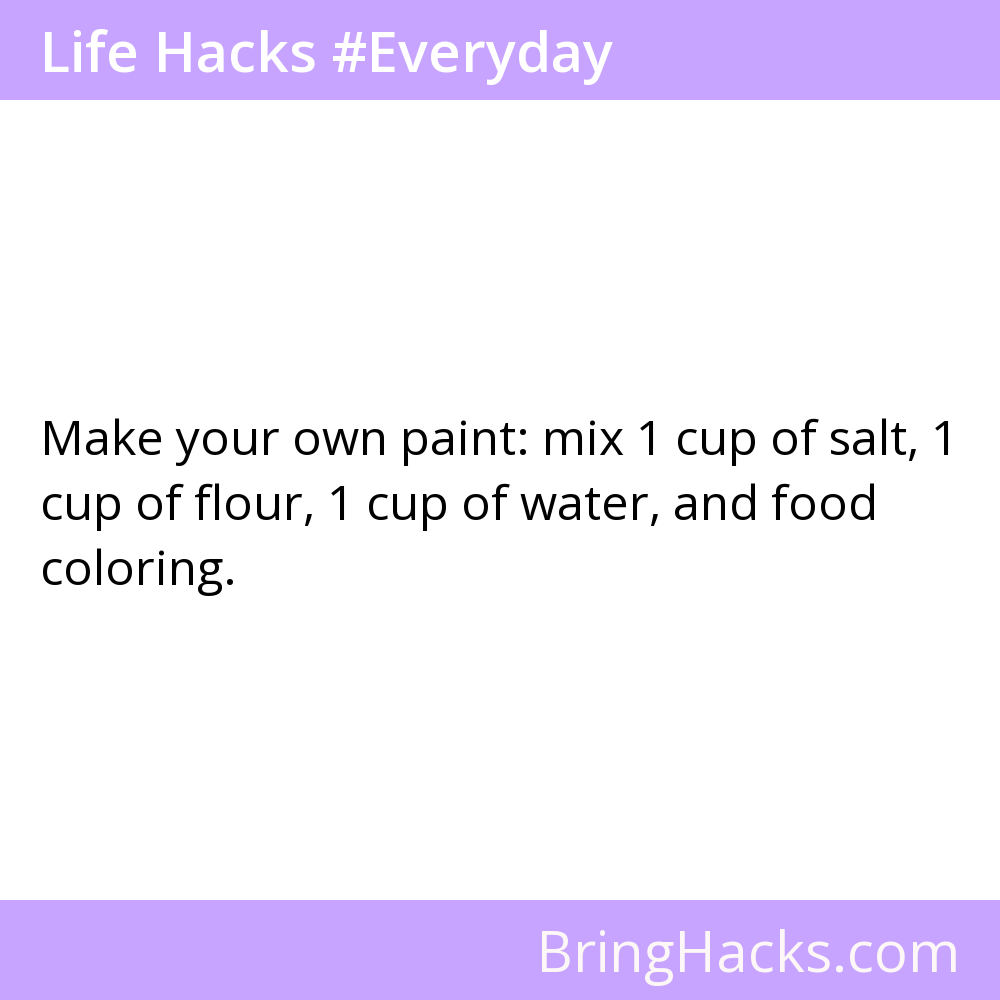 Life Hacks #Everyday
Make your own paint: mix 1 cup of salt, 1
cup of flour, 1 cup of water, and food
coloring.
BringHacks.com